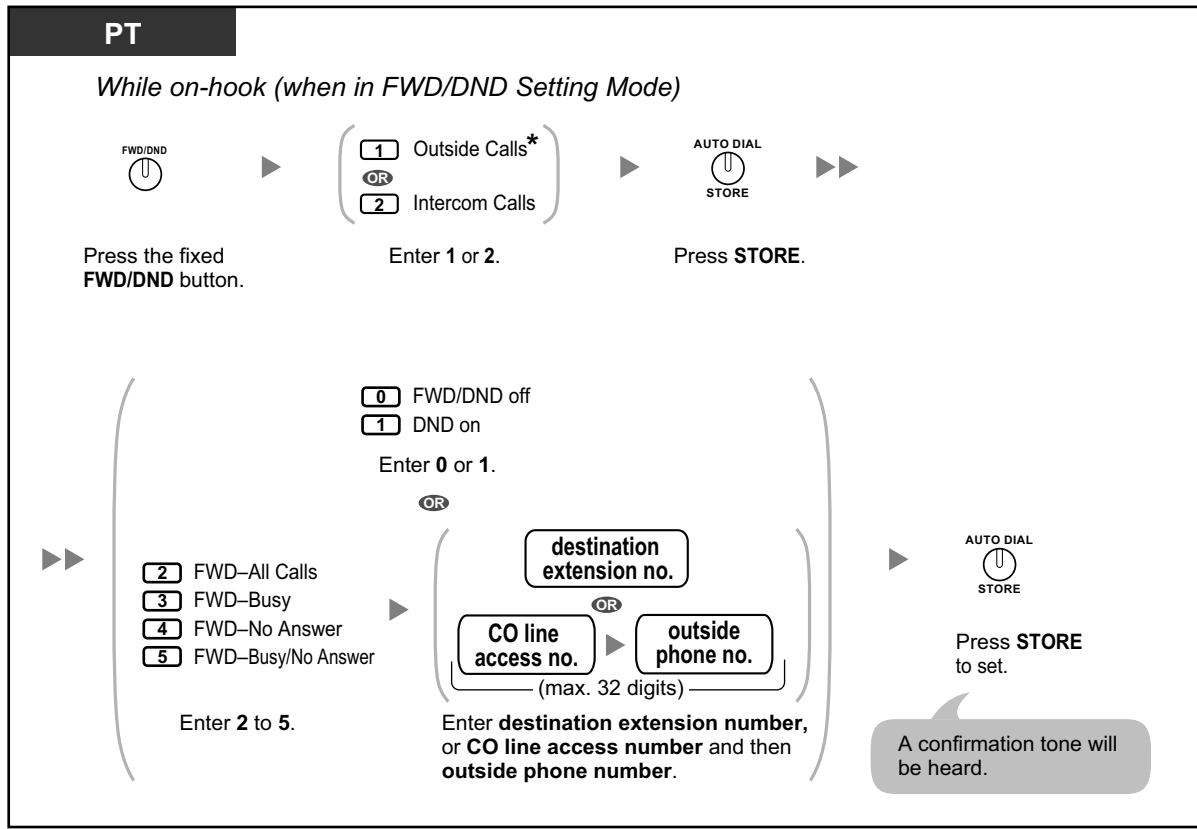 PT
While on-hook (when in FWD/DND Setting Mode)
FWD/DND
Press the fixed
FWD/DND button.
1 Outside Calls*
OR
2 Intercom Calls
Enter 1 or 2.
AUTO DIAL
STORE
Press STORE.
0 FWD/DND off
1 DND on
Enter 0 or 1.
OR
2 FWD–All Calls
3 FWD–Busy
4 FWD–No Answer
5 FWD–Busy/No Answer
Enter 2 to 5.
destination
extension no.
OR
CO line
access no.
outside
phone no.
(max. 32 digits)
Enter destination extension number,
or CO line access number and then
outside phone number.
AUTO DIAL
STORE
Press STORE
to set.
A confirmation tone will
be heard.